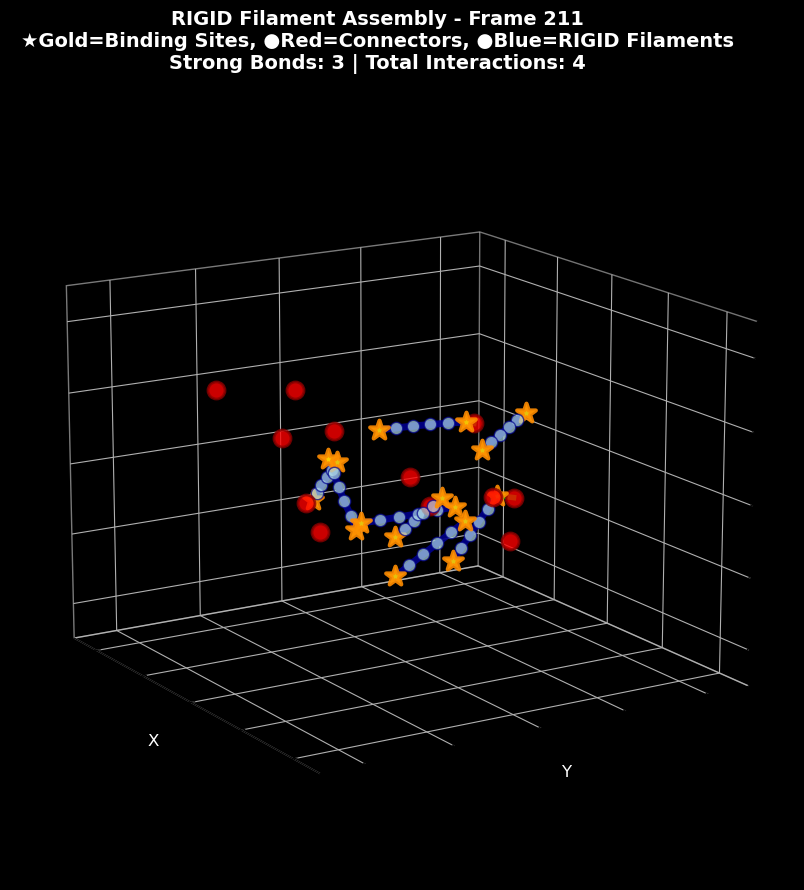 RIGID Filament Assembly - Frame 211
★Gold=Binding Sites, ●Red=Connectors, ●Blue=RIGID Filaments
Strong Bonds: 3 | Total Interactions: 4
X
Y